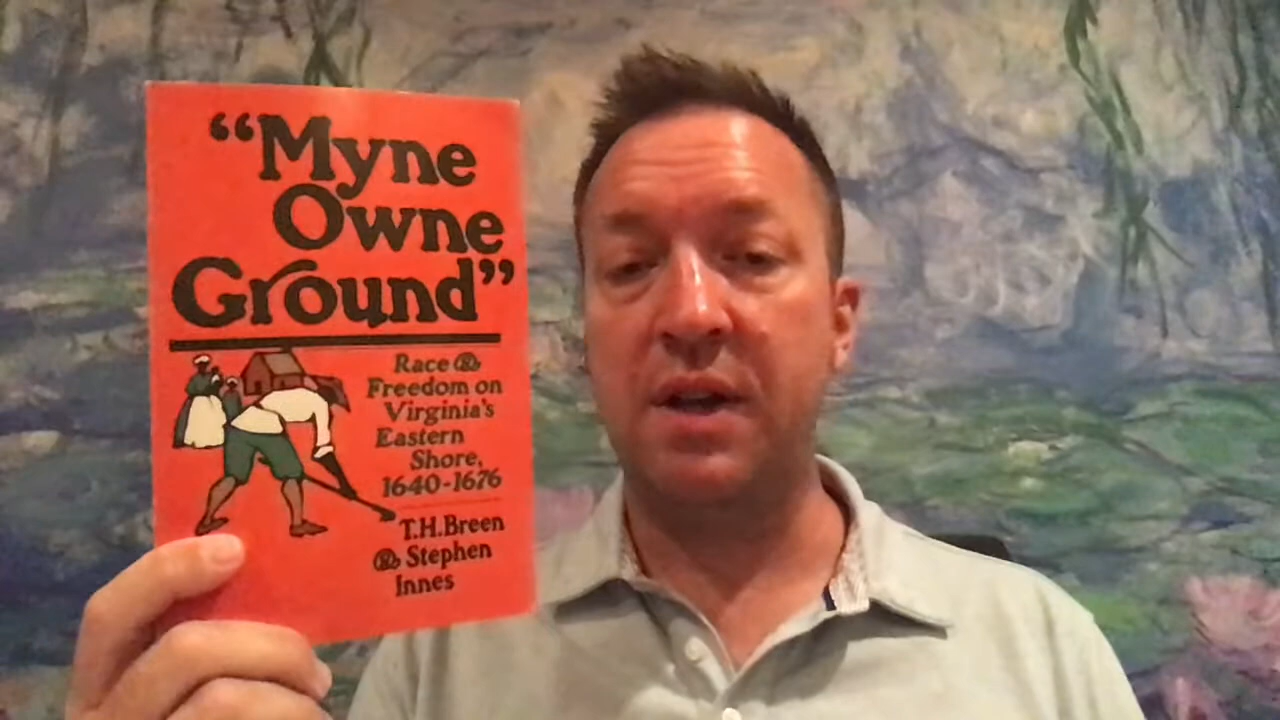 “Myne
Owne
Ground”
Race &
Freedom on
Virginia's
Eastern
Shore,
1640-1676
T.H.Breen
& Stephen
Innes